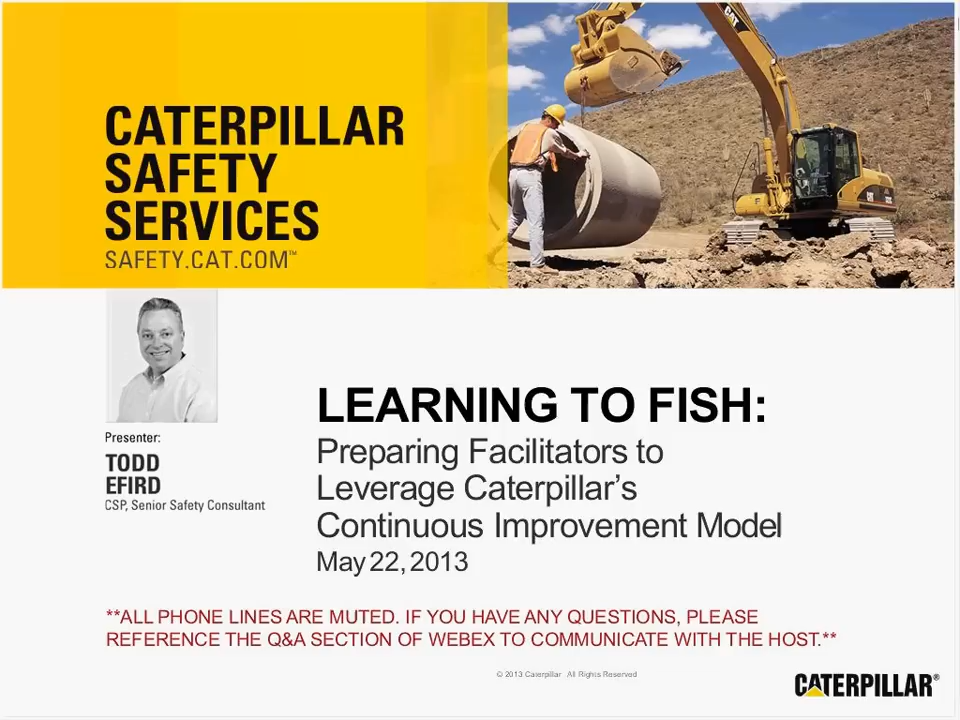 CATERPILLAR
SAFETY
SERVICES
SAFETY.CAT.COM™
CAT
CAT
Presenter:
TODD
EFIRD
CSP, Senior Safety Consultant
LEARNING TO FISH:
Preparing Facilitators to
Leverage Caterpillar’s
Continuous Improvement Model
May 22, 2013
**ALL PHONE LINES ARE MUTED. IF YOU HAVE ANY QUESTIONS, PLEASE
REFERENCE THE Q&A SECTION OF WEBEX TO COMMUNICATE WITH THE HOST.**
© 2013 Caterpillar All Rights Reserved
CATERPILLAR®